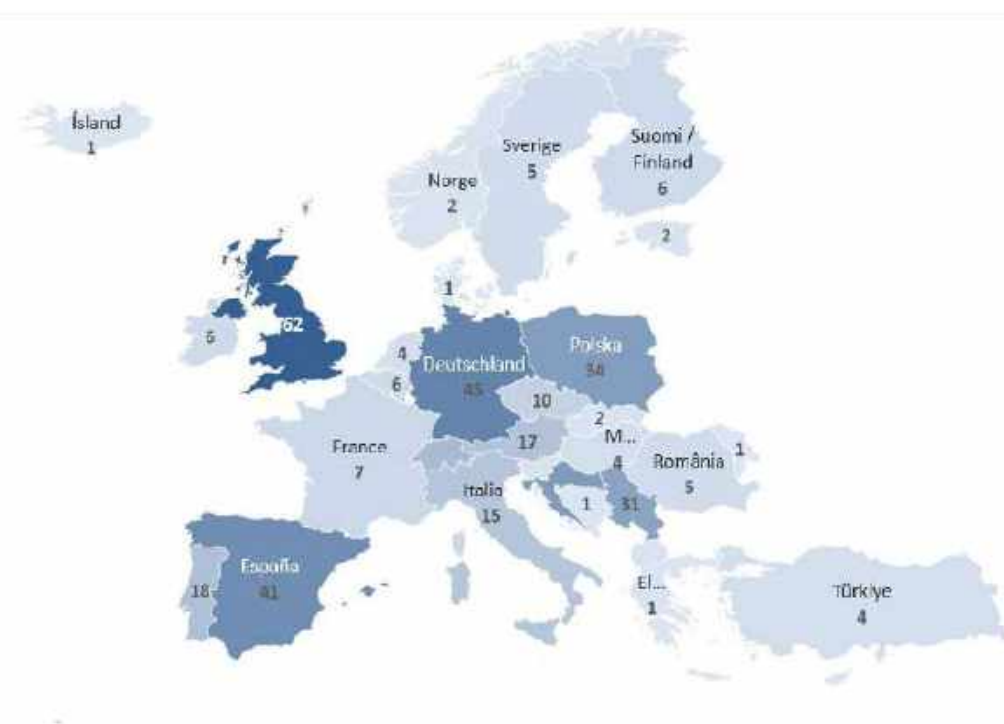 Ísland
1
Sverige
5
Suomi /
Finland
6
Norge
2
2
1
62
6
4
6
Deutschland
45
Polska
34
10
2
17
M...
4
France
7
România
5
1
Italia
15
1
31
España
41
18
El...
1
Türkiye
4